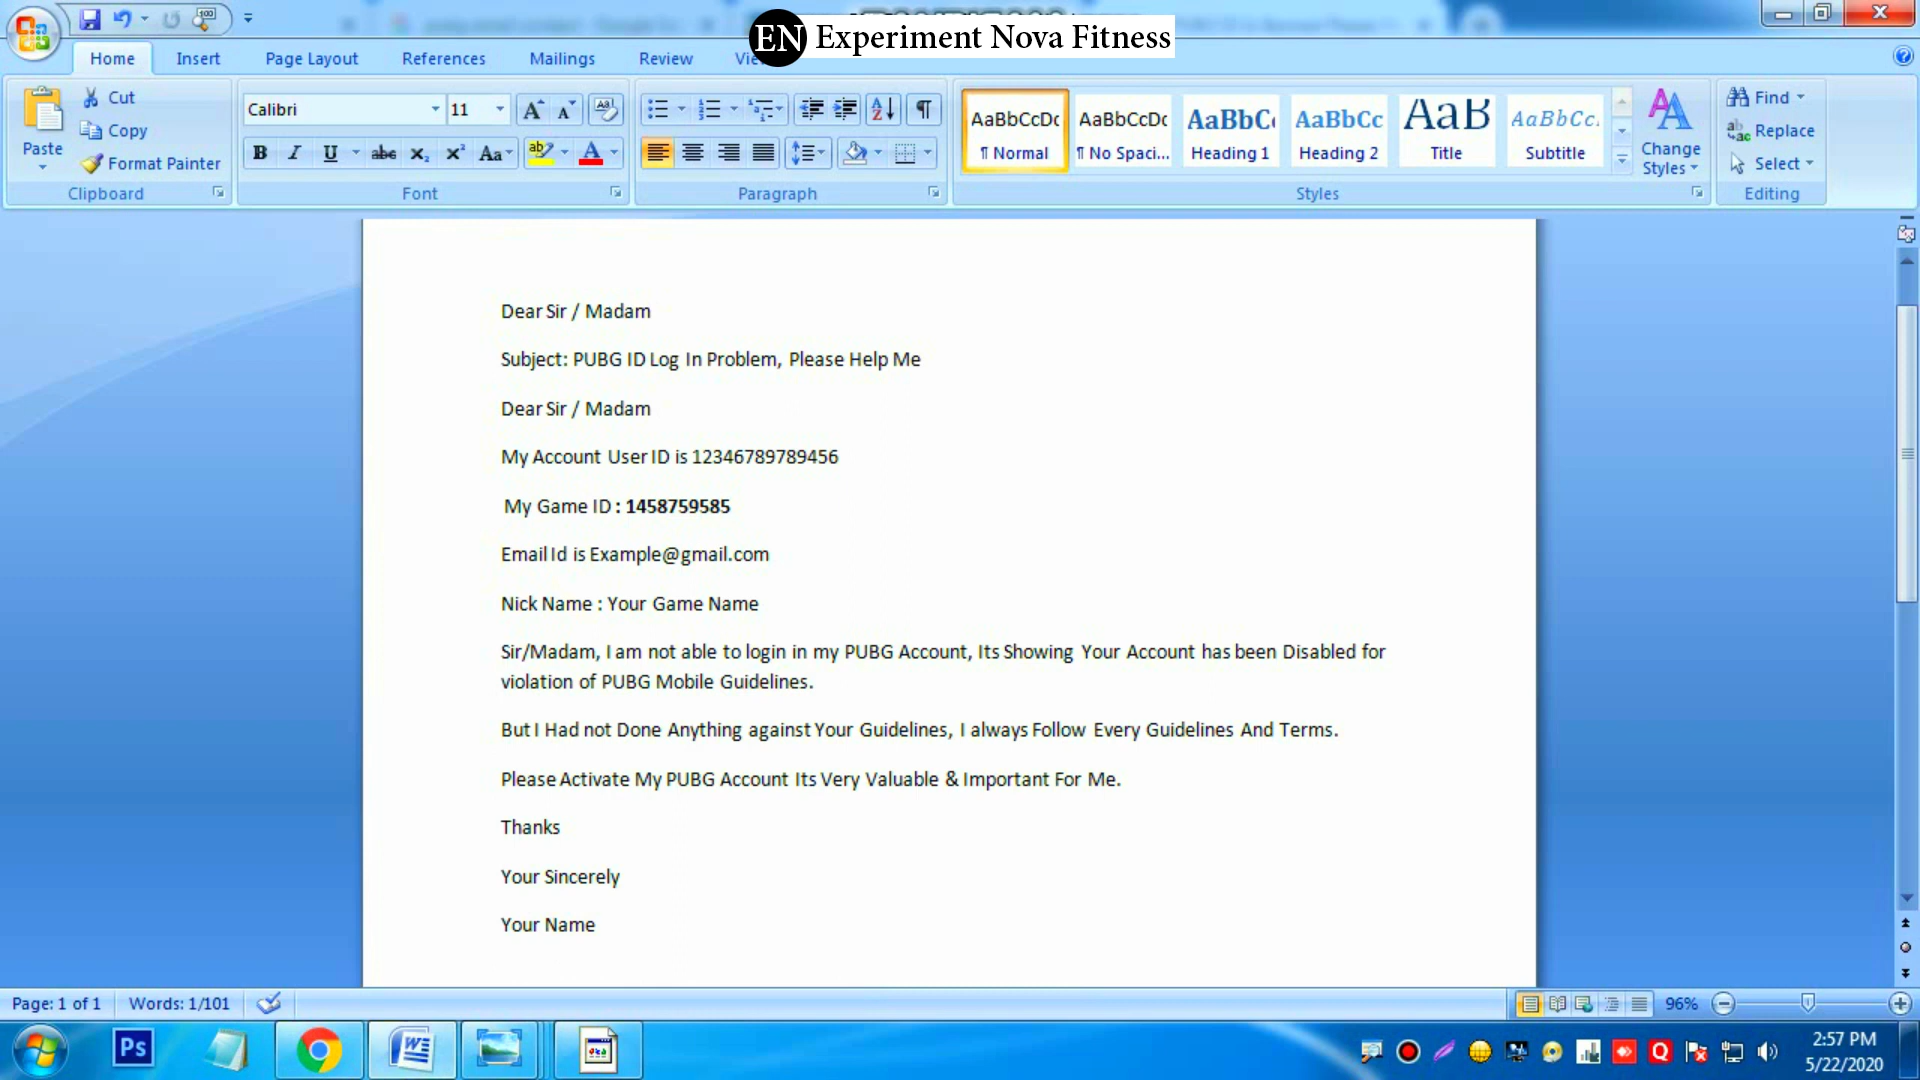 EN Experiment Nova Fitness
Home Insert Page Layout References Mailings Review
Paste
Cut
Copy
Format Painter
Clipboard
Calibri 11
Font
Paragraph
AaBbCcDc AaBbCcDc AaBbC AaBbCc AaB AaBbCc.
¶ Normal ¶ No Spaci... Heading 1 Heading 2 Title Subtitle
Change
Styles
Styles
Find
Replace
Select
Editing
Dear Sir / Madam
Subject: PUBG ID Log In Problem, Please Help Me
Dear Sir / Madam
My Account User ID is 12346789789456
My Game ID : 1458759585
Email Id is Example@gmail.com
Nick Name : Your Game Name
Sir/Madam, I am not able to login in my PUBG Account, Its Showing Your Account has been Disabled for
violation of PUBG Mobile Guidelines.
But I Had not Done Anything against Your Guidelines, I always Follow Every Guidelines And Terms.
Please Activate My PUBG Account Its Very Valuable & Important For Me.
Thanks
Your Sincerely
Your Name
Page: 1 of 1 Words: 1/101 96%
Ps
2:57 PM
5/22/2020